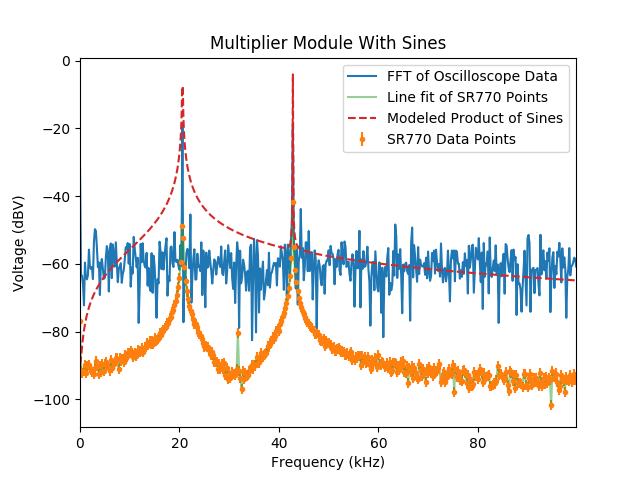 Multiplier Module With Sines
Voltage (dBV)
0
−20
−40
−60
−80
−100
FFT of Oscilloscope Data
Line fit of SR770 Points
Modeled Product of Sines
SR770 Data Points
0
20
40
60
80
Frequency (kHz)